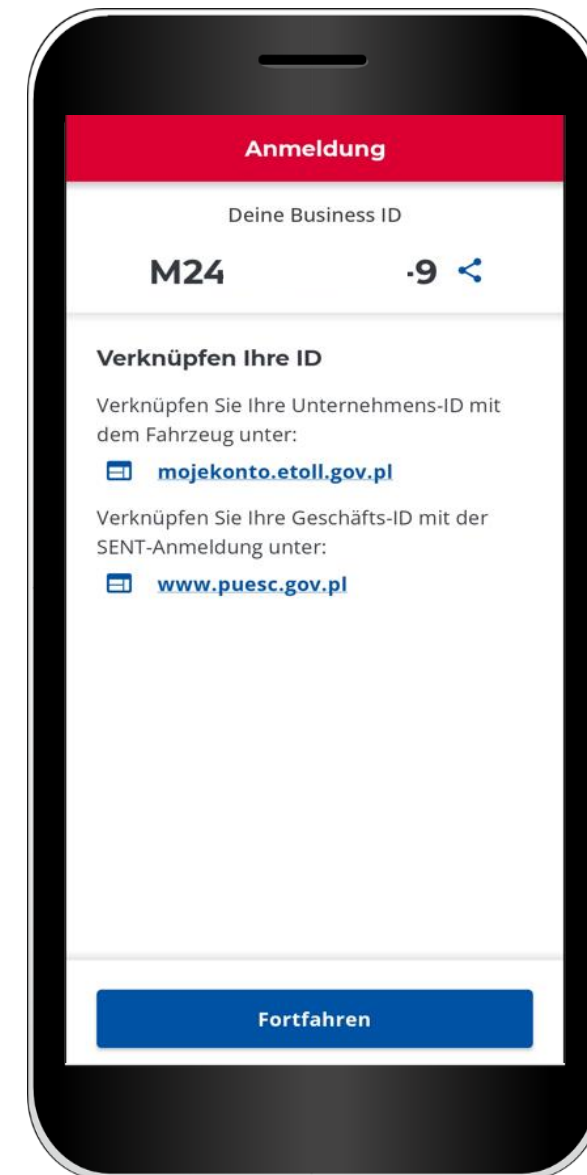 Anmeldung
Deine Business ID
M24 -9
Verknüpfen Ihre ID
Verknüpfen Sie Ihre Unternehmens-ID mit
dem Fahrzeug unter:
mojekonto.etoll.gov.pl
Verknüpfen Sie Ihre Geschäfts-ID mit der
SENT-Anmeldung unter:
www.puesc.gov.pl
Fortfahren